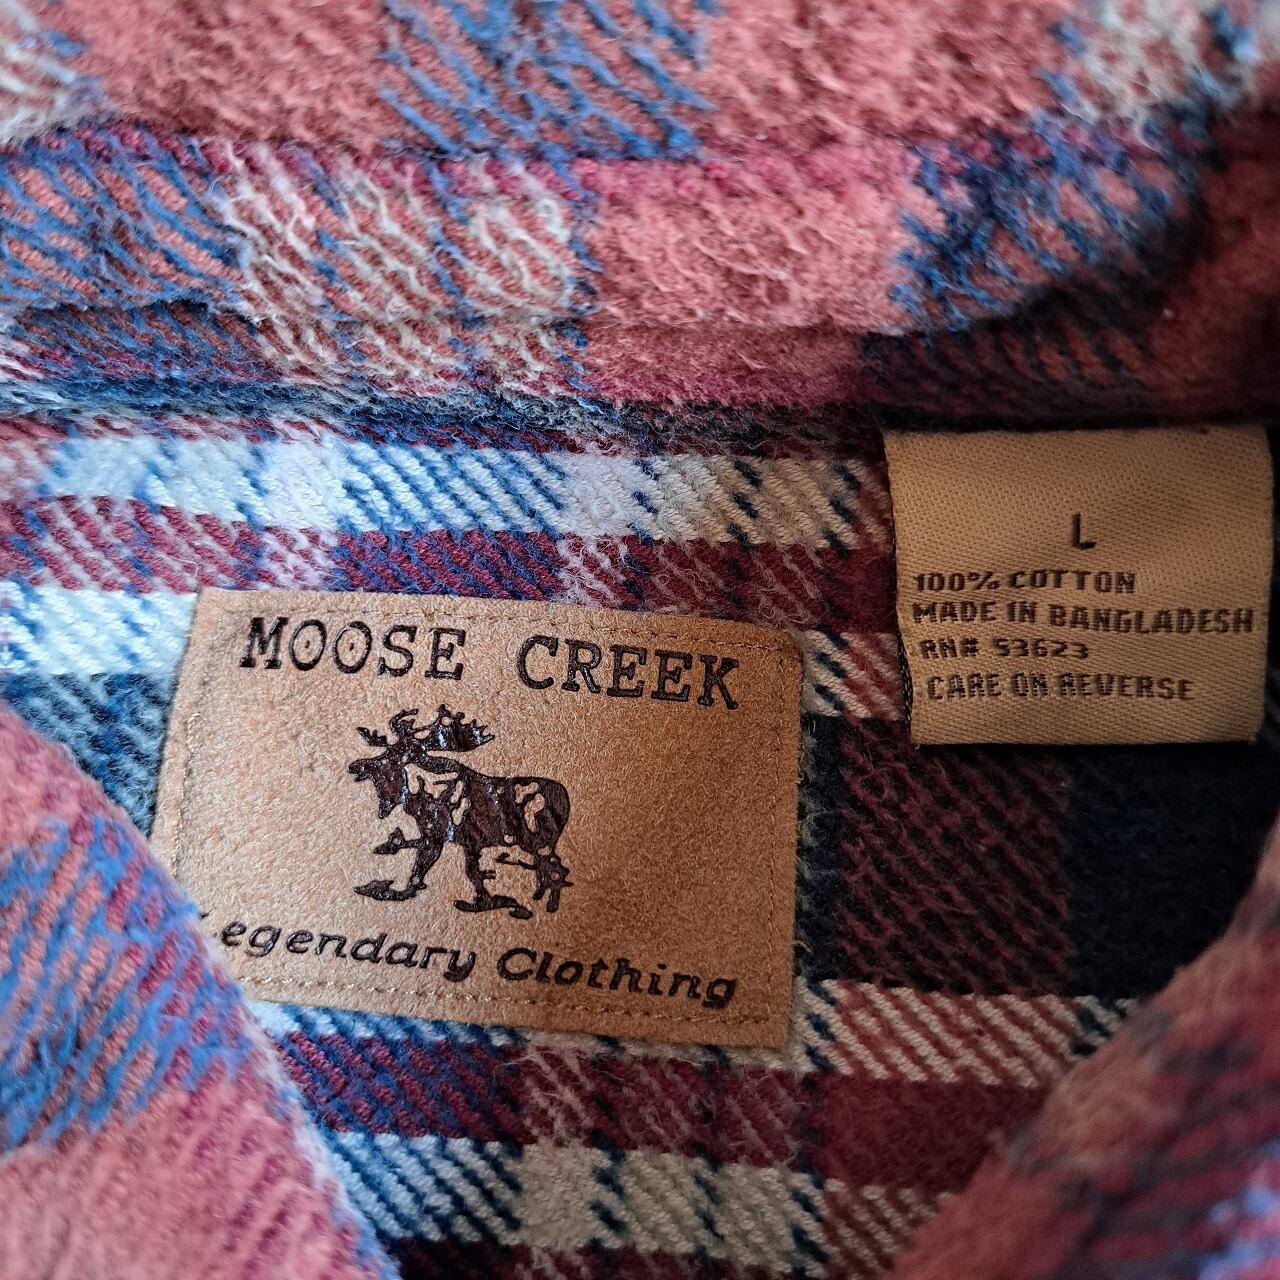 MOOSE CREEK
Legendary Clothing
L
100% COTTON
MADE IN BANGLADESH
RN# 53623
CARE ON REVERSE